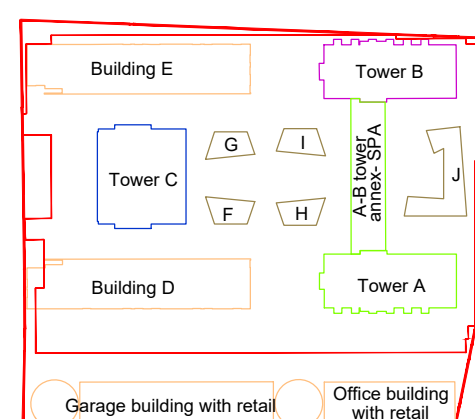 Building E
Tower B
G
I
A-B tower
annex- SPA
J
Tower C
F
H
Building D
Tower A
Garage building with retail
Office building
with retail